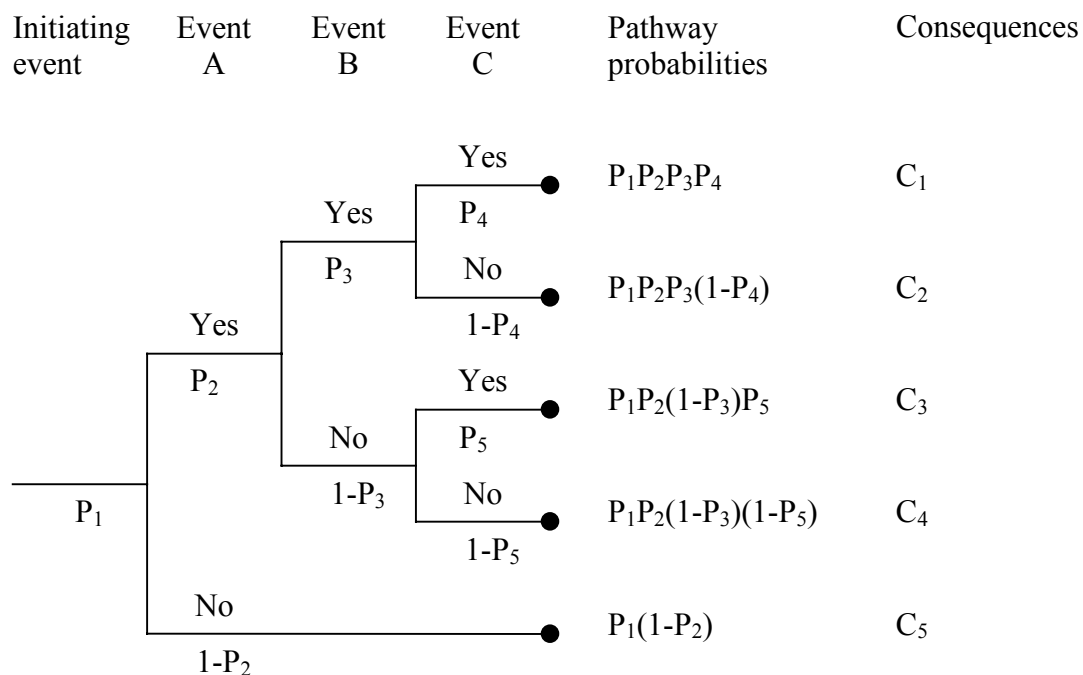 Initiating event
Event A
Event B
Event C
Pathway probabilities
Consequences
Yes
P₄
P₁P₂P₃P₄
C₁
Yes
P₃
No
1-P₄
P₁P₂P₃(1-P₄)
C₂
Yes
P₂
Yes
P₅
P₁P₂(1-P₃)P₅
C₃
No
1-P₃
No
1-P₅
P₁P₂(1-P₃)(1-P₅)
C₄
P₁
No
1-P₂
P₁(1-P₂)
C₅